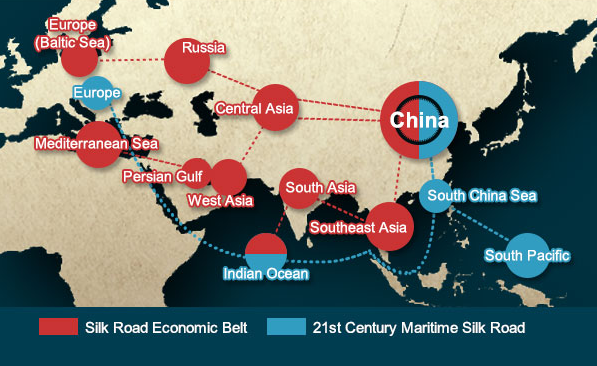 Europe
(Baltic Sea)
Russia
Europe
Central Asia
China
Mediterranean Sea
Persian Gulf
West Asia
South Asia
South China Sea
Southeast Asia
South Pacific
Indian Ocean
Silk Road Economic Belt
21st Century Maritime Silk Road